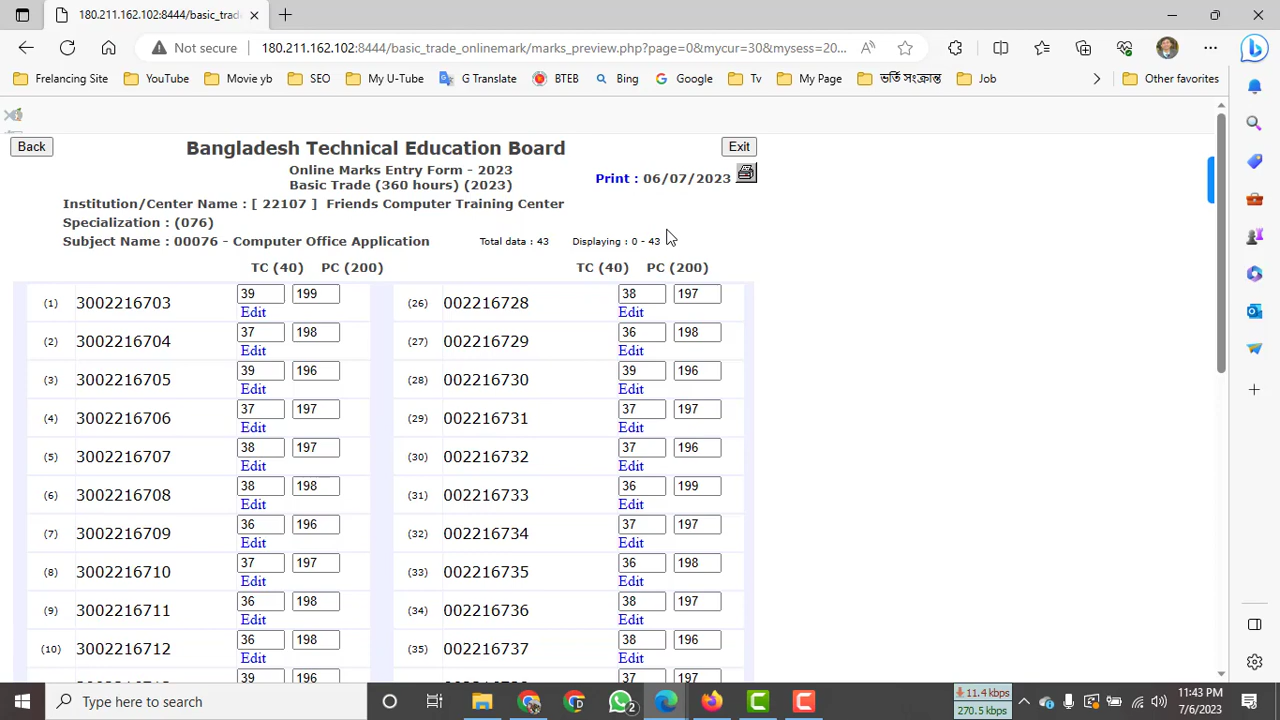 180.211.162.102:8444/basic_trad
Not secure 180.211.162.102:8444/basic_trade_onlinemark/marks_preview.php?page=0&mycur=30&mysess=20...
Frelancing Site YouTube Movie yb SEO My U-Tube G Translate BTEB Bing Google Tv My Page ভর্তি সংক্রান্ত Job Other favorites
Back
Bangladesh Technical Education Board
Exit
Online Marks Entry Form - 2023
Basic Trade (360 hours) (2023)
Print : 06/07/2023
Institution/Center Name : [ 22107 ] Friends Computer Training Center
Specialization : (076)
Subject Name : 00076 - Computer Office Application Total data : 43 Displaying : 0 - 43
TC (40) PC (200) TC (40) PC (200)
(1) 3002216703 39 199 (26) 002216728 38 197
Edit Edit
(2) 3002216704 37 198 (27) 002216729 36 198
Edit Edit
(3) 3002216705 39 196 (28) 002216730 39 196
Edit Edit
(4) 3002216706 37 197 (29) 002216731 37 197
Edit Edit
(5) 3002216707 38 197 (30) 002216732 37 196
Edit Edit
(6) 3002216708 38 198 (31) 002216733 36 199
Edit Edit
(7) 3002216709 36 196 (32) 002216734 37 197
Edit Edit
(8) 3002216710 37 197 (33) 002216735 36 198
Edit Edit
(9) 3002216711 36 198 (34) 002216736 38 197
Edit Edit
(10) 3002216712 36 198 (35) 002216737 38 196
Edit Edit
39 196 37 197
Type here to search
2
11.4 kbps
270.5 kbps
11:43 PM
7/6/2023